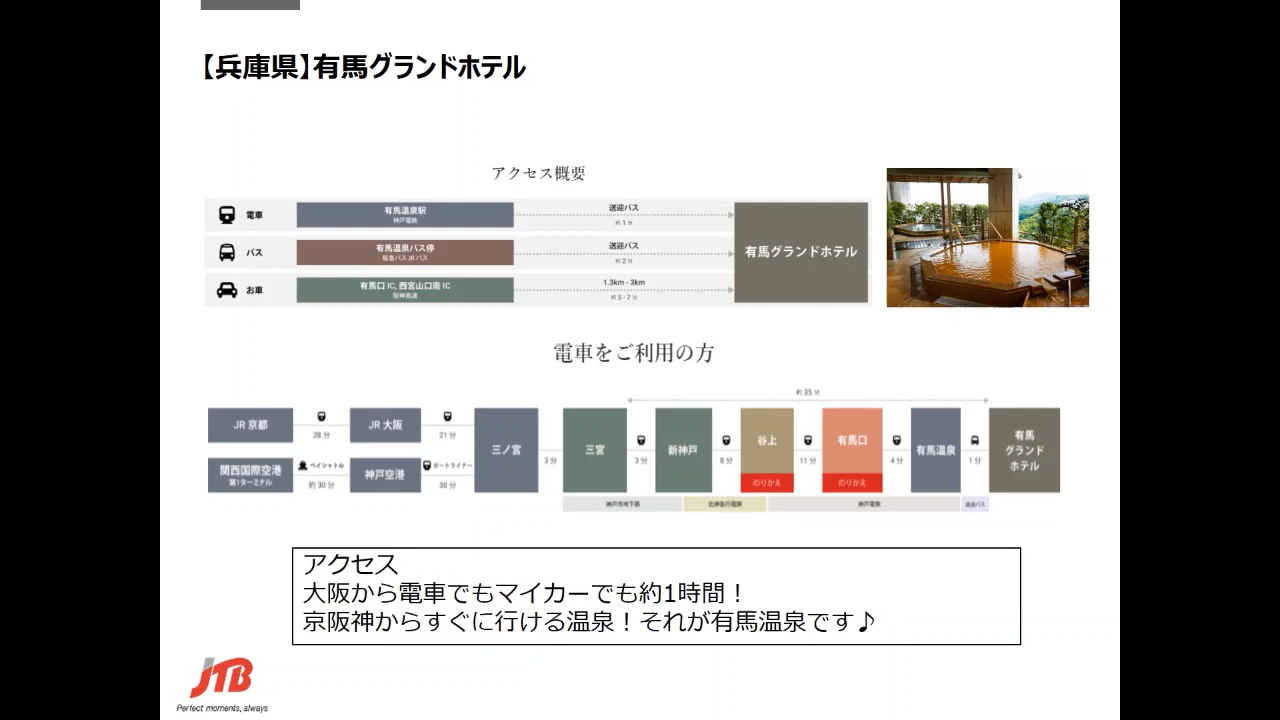 【兵庫県】有馬グランドホテル
アクセス概要
電車
有馬温泉駅
神戸電鉄
送迎バス
約1分
バス
有馬温泉バス停
阪急バス JRバス
送迎バス
約2分
お車
有馬口 IC, 西宮山口南 IC
阪神高速
1.3km - 3km
約5-7分
有馬グランドホテル
電車をご利用の方
約35分
JR 京都
28分
JR 大阪
21分
関西国際空港
第1ターミナル
ベイシャトル
約30分
神戸空港
ポートライナー
30分
三ノ宮
3分
三宮
3分
新神戸
8分
谷上
のりかえ
11分
有馬口
のりかえ
4分
有馬温泉
1分
有馬
グランド
ホテル
神戸市地下鉄
北神急行電鉄
神戸電鉄
送迎バス
アクセス
大阪から電車でもマイカーでも約1時間！
京阪神からすぐに行ける温泉！それが有馬温泉です♪
JTB
Perfect moments, always